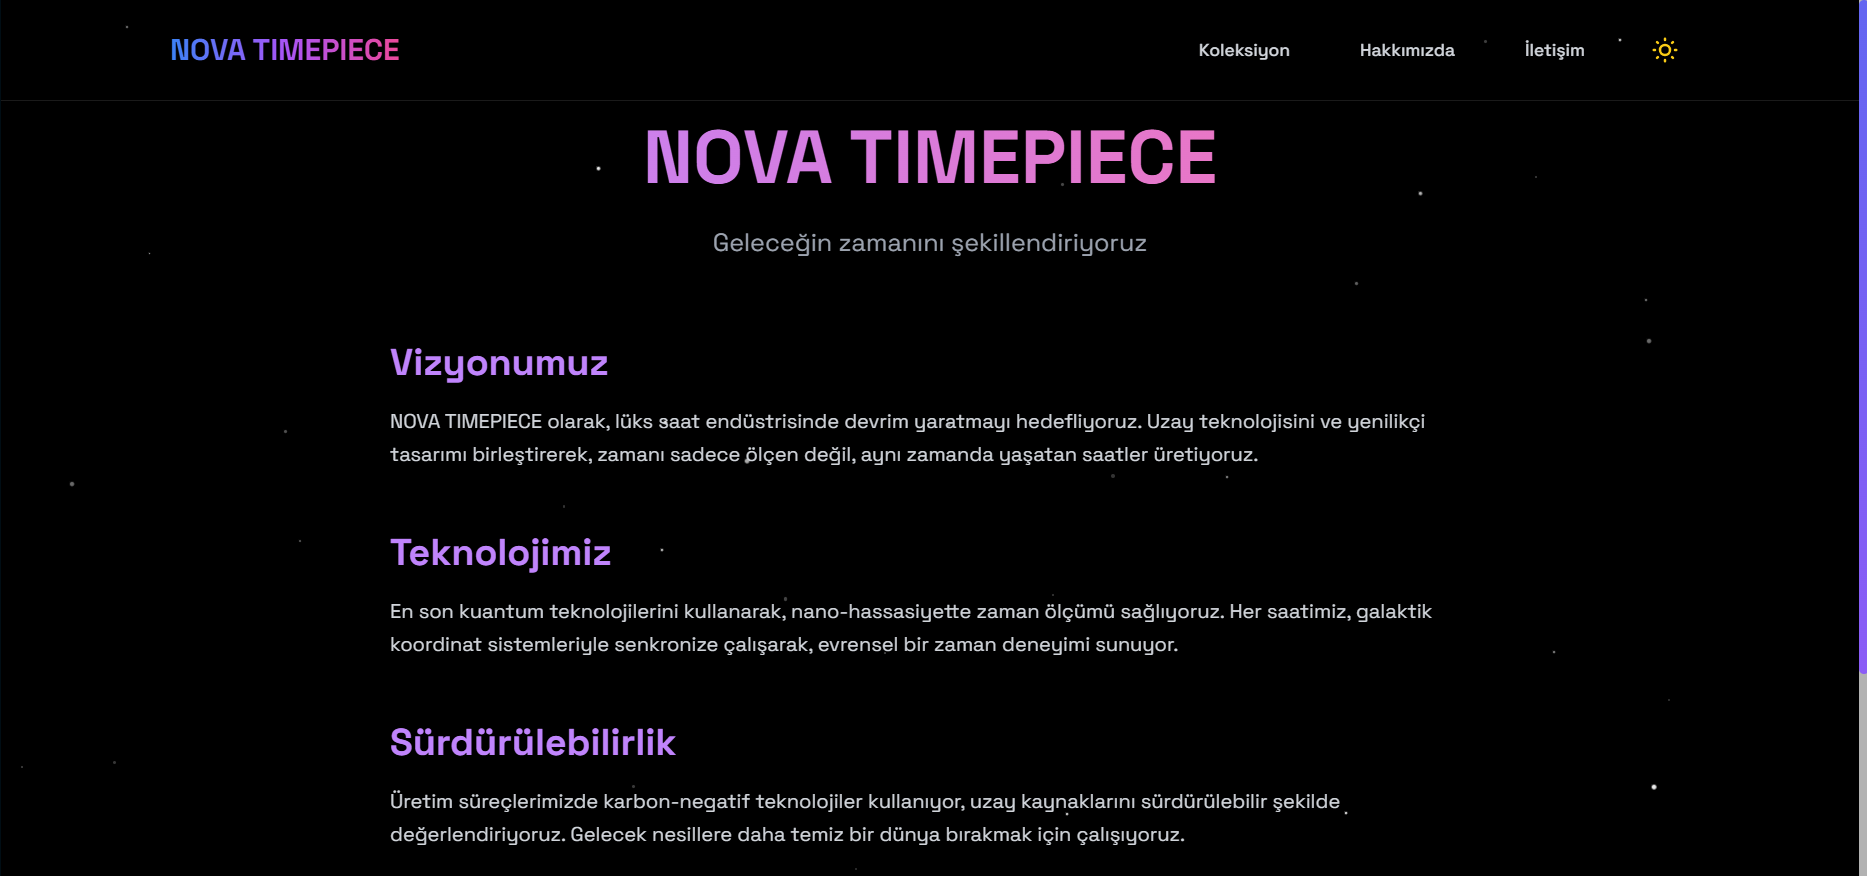 NOVA TIMEPIECE
Koleksiyon
Hakkımızda
İletişim
NOVA TIMEPIECE
Geleceğin zamanını şekillendiriyoruz
Vizyonumuz
NOVA TIMEPIECE olarak, lüks saat endüstrisinde devrim yaratmayı hedefliyoruz. Uzay teknolojisini ve yenilikçi
tasarımı birleştirerek, zamanı sadece ölçen değil, aynı zamanda yaşatan saatler üretiyoruz.
Teknolojimiz
En son kuantum teknolojilerini kullanarak, nano-hassasiyette zaman ölçümü sağlıyoruz. Her saatimiz, galaktik
koordinat sistemleriyle senkronize çalışarak, evrensel bir zaman deneyimi sunuyor.
Sürdürülebilirlik
Üretim süreçlerimizde karbon-negatif teknolojiler kullanıyor, uzay kaynaklarını sürdürülebilir şekilde
değerlendiriyoruz. Gelecek nesillere daha temiz bir dünya bırakmak için çalışıyoruz.